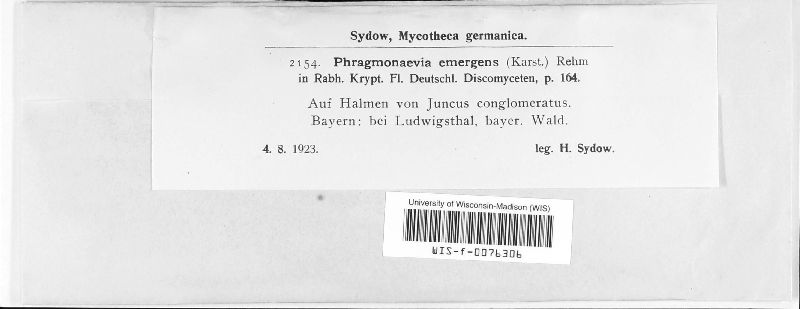 Sydow, Mycotheca germanica.
2154. Phragmonaevia emergens (Karst.) Rehm
in Rabh. Krypt. Fl. Deutschl. Discomyceten, p. 164.
Auf Halmen von Juncus conglomeratus.
Bayern: bei Ludwigsthal, bayer. Wald.
4. 8. 1923. leg. H. Sydow.
University of Wisconsin-Madison (WIS)
WIS-f-0076306